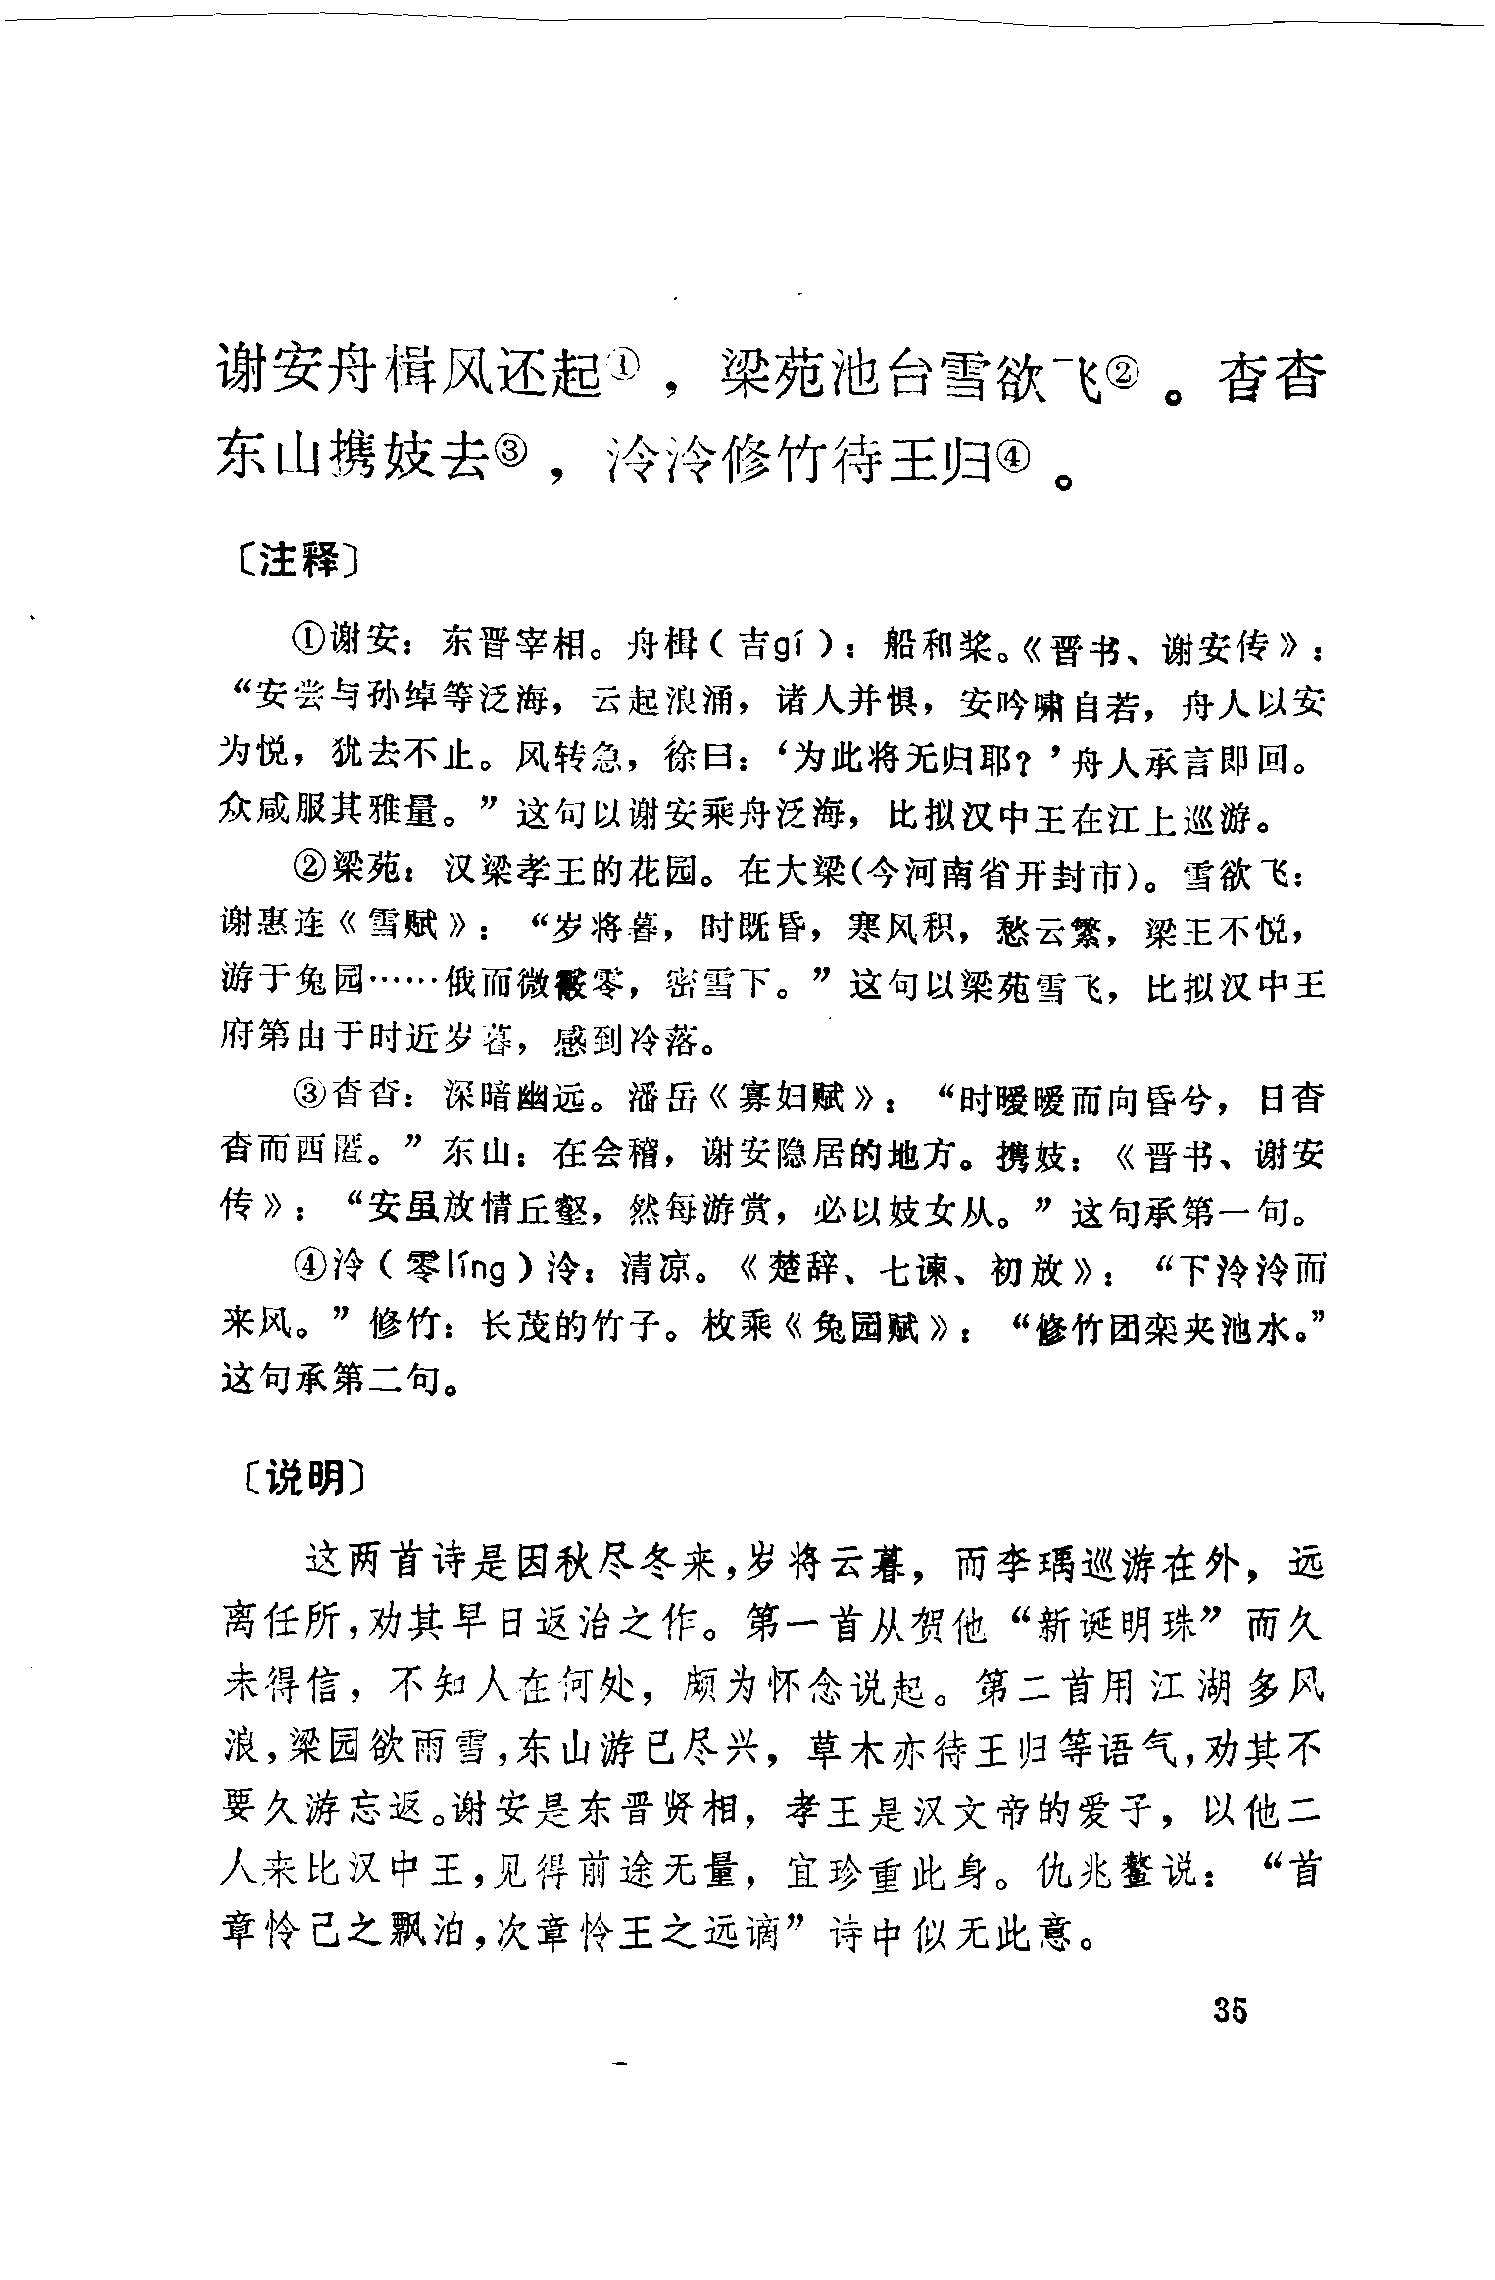 谢安舟楫风还起①，梁苑池台雪欲飞②。杳杳
东山携妓去③，泠泠修竹待王归④。
〔注释〕
①谢安：东晋宰相。舟楫（吉gí）：船和桨。《晋书、谢安传》：
“安尝与孙绰等泛海，云起浪涌，诸人并惧，安吟啸自若，舟人以安
为悦，犹去不止。风转急，徐曰：‘为此将无归耶？’舟人承言即回。
众咸服其雅量。”这句以谢安乘舟泛海，比拟汉中王在江上巡游。
②梁苑：汉梁孝王的花园。在大梁(今河南省开封市)。雪欲飞：
谢惠连《雪赋》：“岁将暮，时既昏，寒风积，愁云繁，梁王不悦，
游于兔园……俄而微霰零，密雪下。”这句以梁苑雪飞，比拟汉中王
府第由于时近岁暮，感到冷落。
③杳杳：深暗幽远。潘岳《寡妇赋》：“时暧暧而向昏兮，日杳
杳而西匿。”东山：在会稽，谢安隐居的地方。携妓：《晋书、谢安
传》：“安虽放情丘壑，然每游赏，必以妓女从。”这句承第一句。
④泠（零líng）泠：清凉。《楚辞、七谏、初放》：“下泠泠而
来风。”修竹：长茂的竹子。枚乘《兔园赋》：“修竹团栾夹池水。”
这句承第二句。
〔说明〕
这两首诗是因秋尽冬来，岁将云暮，而李瑀巡游在外，远
离任所，劝其早日返治之作。第一首从贺他“新诞明珠”而久
未得信，不知人在何处，颇为怀念说起。第二首用江湖多风
浪，梁园欲雨雪，东山游已尽兴，草木亦待王归等语气，劝其不
要久游忘返。谢安是东晋贤相，孝王是汉文帝的爱子，以他二
人来比汉中王，见得前途无量，宜珍重此身。仇兆鳌说：“首
章怜己之飘泊，次章怜王之远谪”诗中似无此意。
35